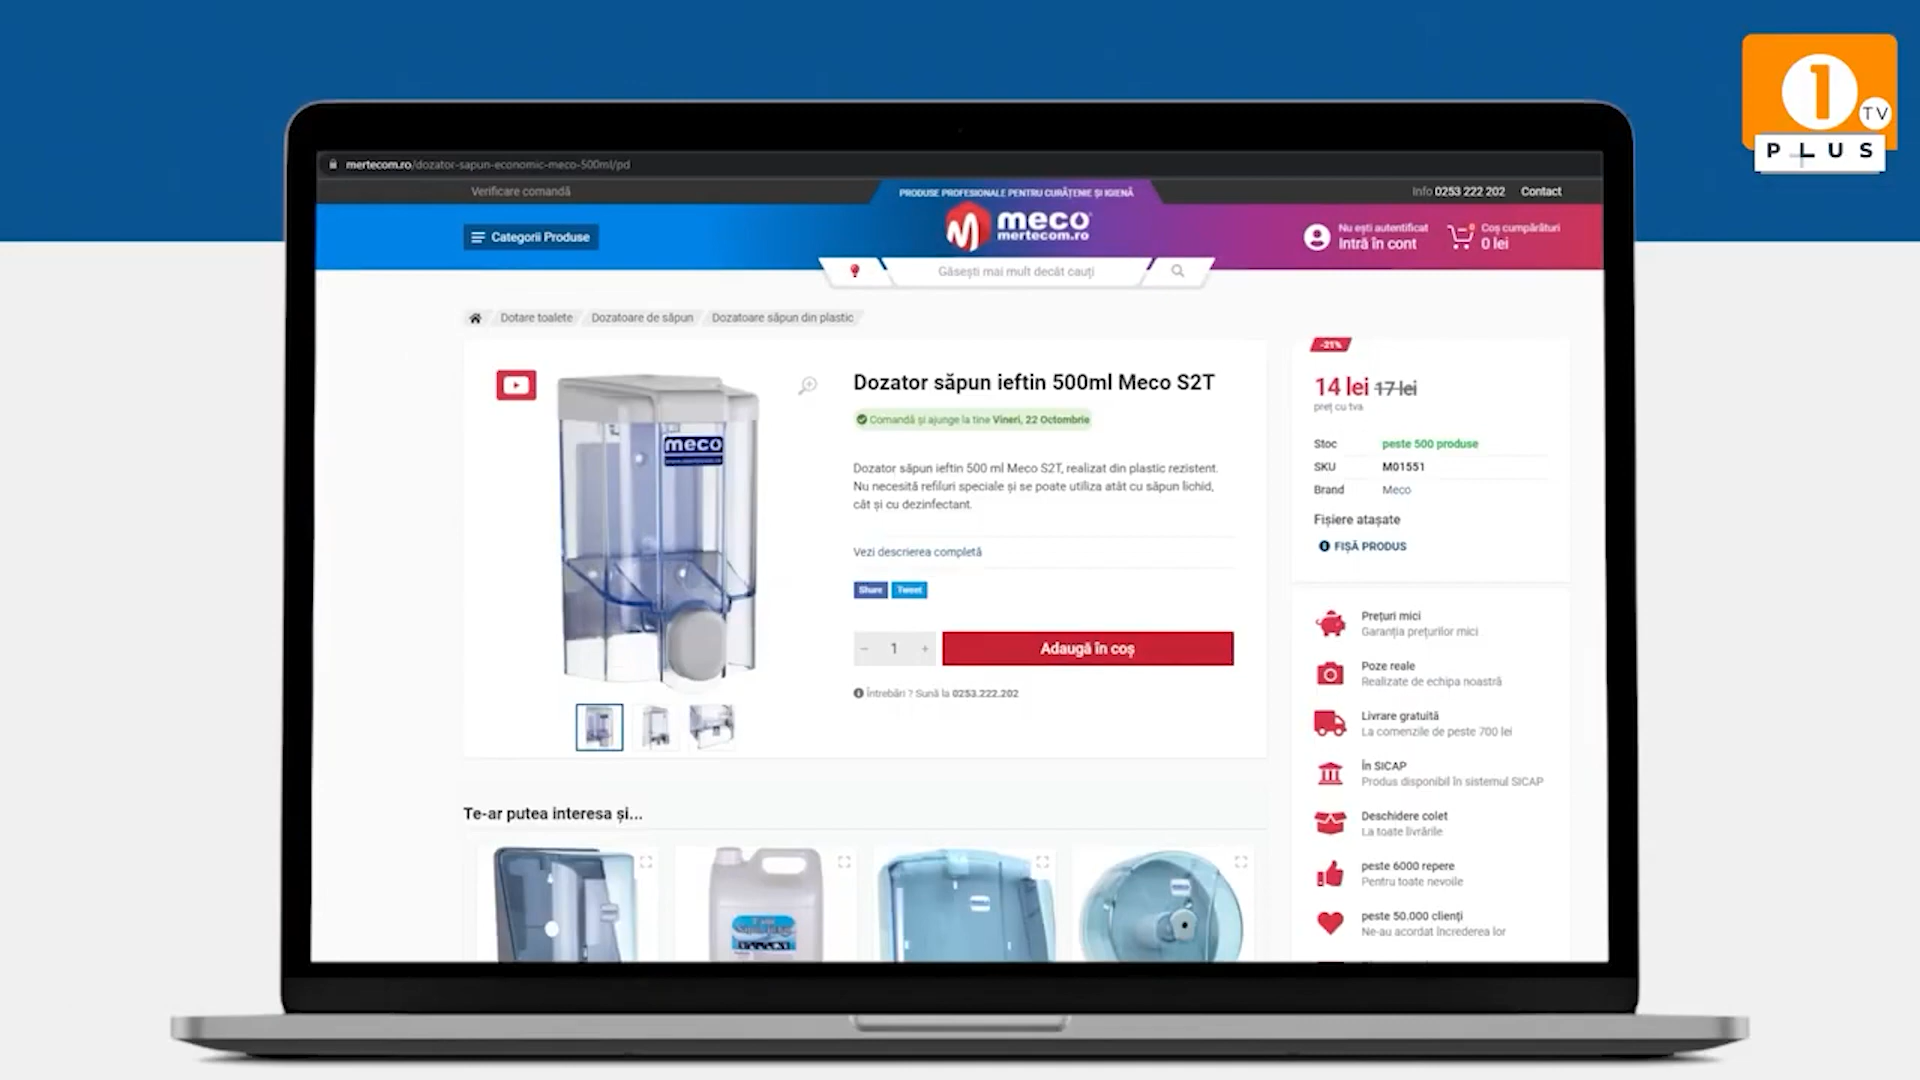 1
TV
PLUS
mertecom.ro/dozator-sapun-economic-meco-500ml/pd
Verificare comandă
PRODUSE PROFESIONALE PENTRU CURĂȚENIE ȘI IGIENĂ
Info 0253 222 202
Contact
Categorii Produse
meco
mertecom.ro
Nu ești autentificat
Intră în cont
0
Coș cumpărături
0 lei
Găsești mai mult decât cauți
Dotare toalete
Dozatoare de săpun
Dozatoare săpun din plastic
meco
Dozator săpun ieftin 500ml Meco S2T
Comandă și ajunge la tine Vineri, 22 Octombrie
Dozator săpun ieftin 500 ml Meco S2T, realizat din plastic rezistent.
Nu necesită refiluri speciale și se poate utiliza atât cu săpun lichid,
cât și cu dezinfectant.
Vezi descrierea completă
Share
Tweet
- 1 +
Adaugă în coș
Întrebări ? Sună la 0253.222.202
-21%
14 lei 17 lei
preț cu tva
Stoc peste 500 produse
SKU M01551
Brand Meco
Fișiere atașate
FIȘĂ PRODUS
Prețuri mici
Garanția prețurilor mici
Poze reale
Realizate de echipa noastră
Livrare gratuită
La comenzile de peste 700 lei
În SICAP
Produs disponibil în sistemul SICAP
Deschidere colet
La toate livrările
peste 6000 repere
Pentru toate nevoile
peste 50.000 clienți
Ne-au acordat încrederea lor
Te-ar putea interesa și...